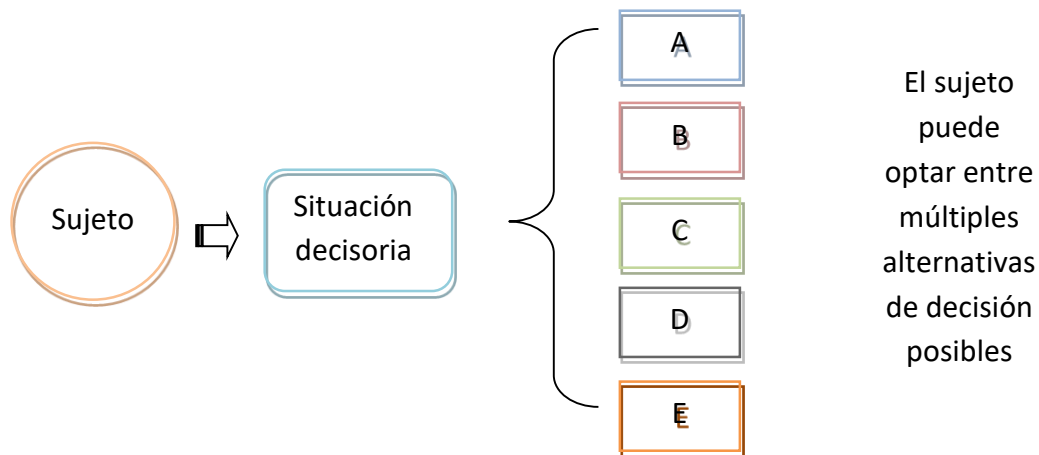 Sujeto
Situación
decisoria
A
B
C
D
E
El sujeto
puede
optar entre
múltiples
alternativas
de decisión
posibles